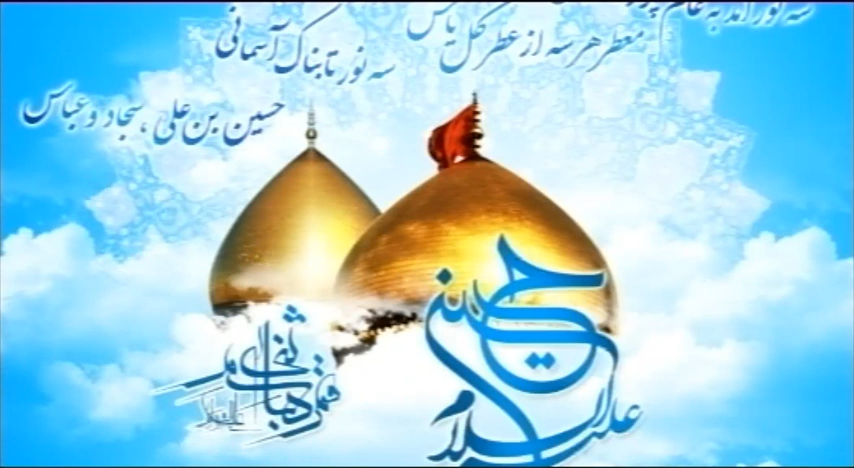 سه نور آمد به عالم
معطر هر سه از عطر گل یاس
سه نور تابناک آسمانی
حسین بن علی، سجاد و عباس
حسین
علیه السلام